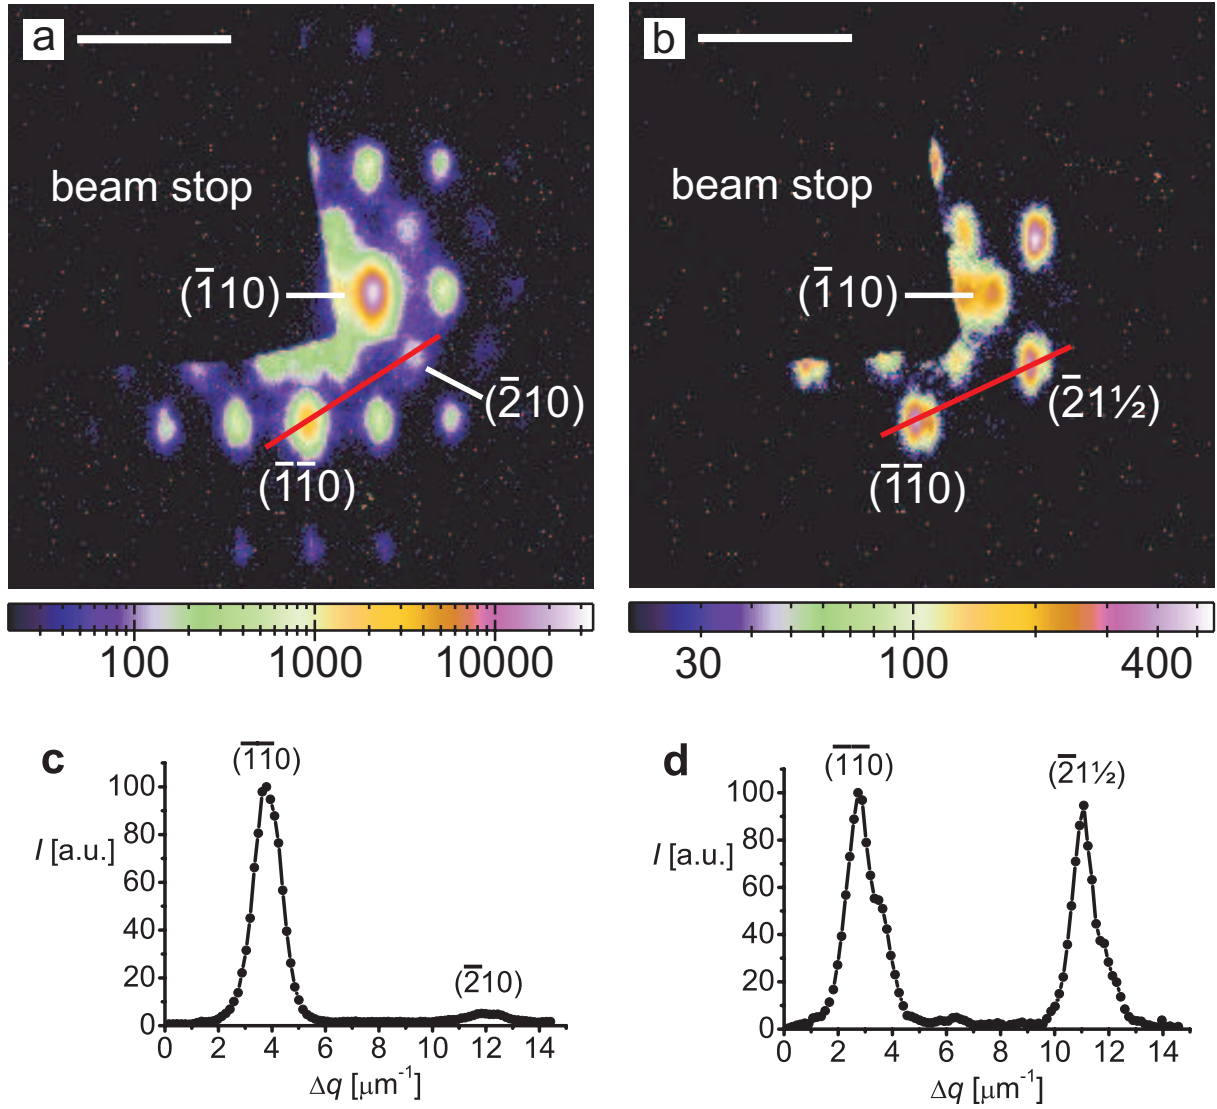 a
beam stop
(1̅10)
(2̅10)
(1̅1̅0)
100 1000 10000
b
beam stop
(1̅10)
(2̅1½)
(1̅1̅0)
30 100 400
c
(1̅1̅0)
100
80
I [a.u.]
60
40
20
(2̅10)
0
0 2 4 6 8 10 12 14
Δq [μm⁻¹]
d
(1̅1̅0)
(2̅1½)
100
80
I [a.u.]
60
40
20
0
0 2 4 6 8 10 12 14
Δq [μm⁻¹]